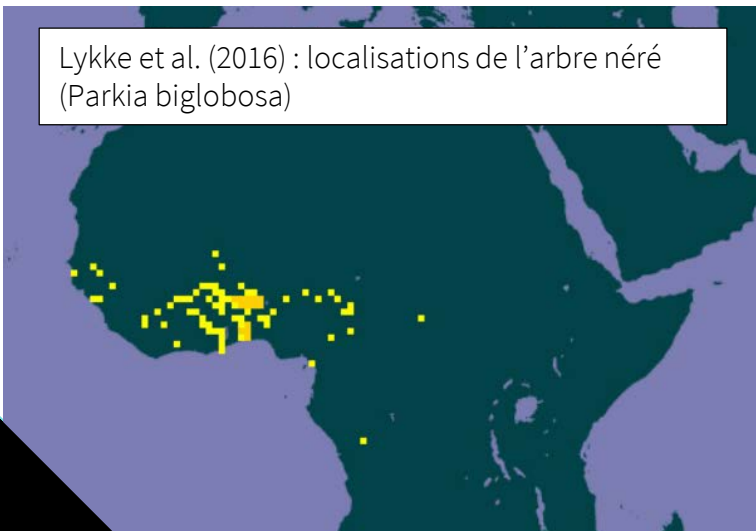 Lykke et al. (2016) : localisations de l’arbre néré
(Parkia biglobosa)